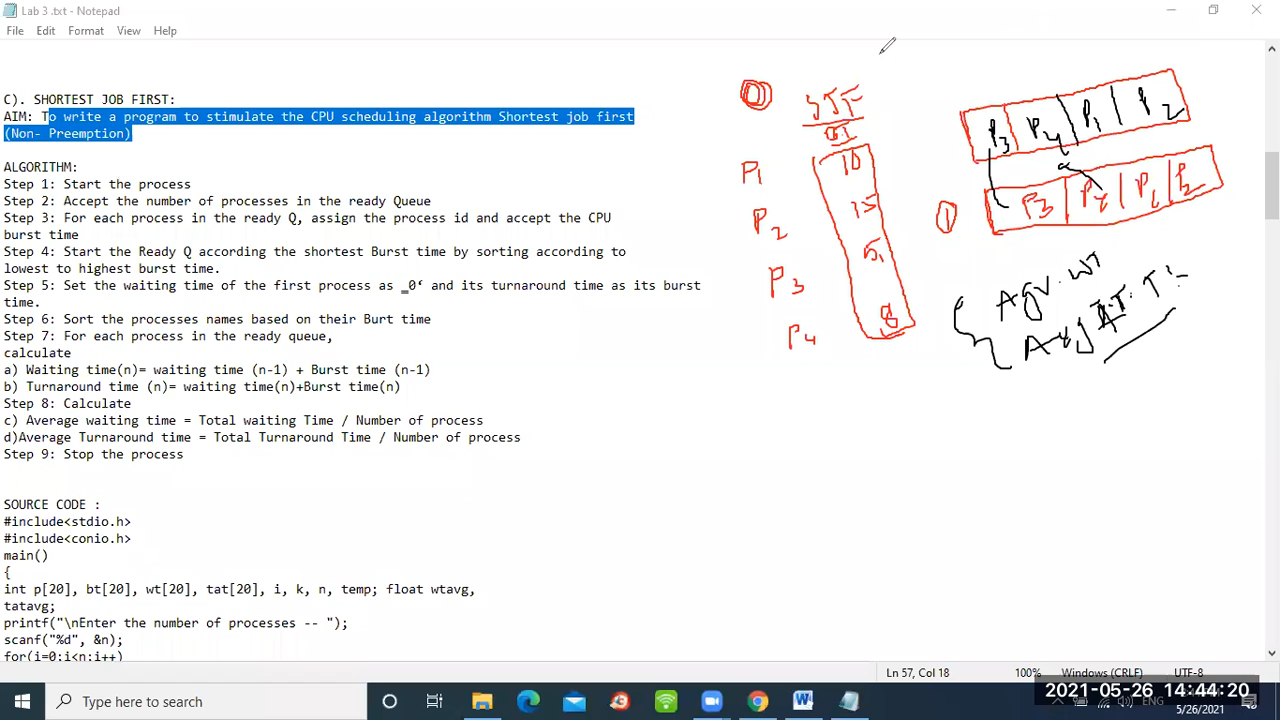 Lab 3 .txt - Notepad
File Edit Format View Help
C). SHORTEST JOB FIRST:
AIM: To write a program to stimulate the CPU scheduling algorithm Shortest job first
(Non- Preemption)
ALGORITHM:
Step 1: Start the process
Step 2: Accept the number of processes in the ready Queue
Step 3: For each process in the ready Q, assign the process id and accept the CPU
burst time
Step 4: Start the Ready Q according the shortest Burst time by sorting according to
lowest to highest burst time.
Step 5: Set the waiting time of the first process as _0‘ and its turnaround time as its burst
time.
Step 6: Sort the processes names based on their Burt time
Step 7: For each process in the ready queue,
calculate
a) Waiting time(n)= waiting time (n-1) + Burst time (n-1)
b) Turnaround time (n)= waiting time(n)+Burst time(n)
Step 8: Calculate
c) Average waiting time = Total waiting Time / Number of process
d)Average Turnaround time = Total Turnaround Time / Number of process
Step 9: Stop the process
SOURCE CODE :
#include<stdio.h>
#include<conio.h>
main()
{
int p[20], bt[20], wt[20], tat[20], i, k, n, temp; float wtavg,
tatavg;
printf("\nEnter the number of processes -- ");
scanf("%d", &n);
for(i=0;i<n;i++)
SJF
P1 10
P2 15
P3 5
P4 8
P3 P4 P1 P2
1 P3 P4 P1 P2
Agv. WT
Avg T.T :-
Ln 57, Col 18 100% Windows (CRLF) UTF-8
Type here to search
2021-05-26 14:44:20
5/26/2021